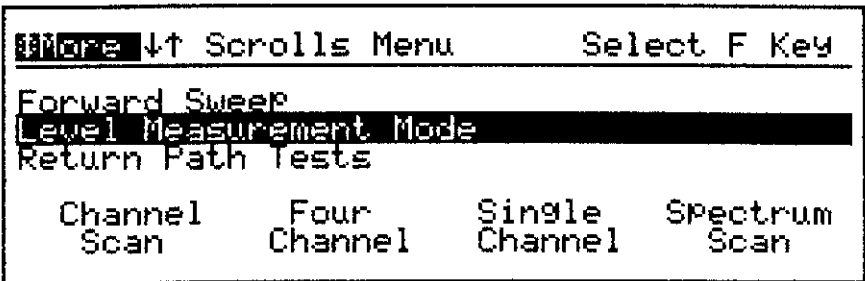 ↕More ↓↑ Scrolls Menu Select F Key
Forward Sweep
Level Measurement Mode
Return Path Tests
Channel Four Single Spectrum
Scan Channel Channel Scan